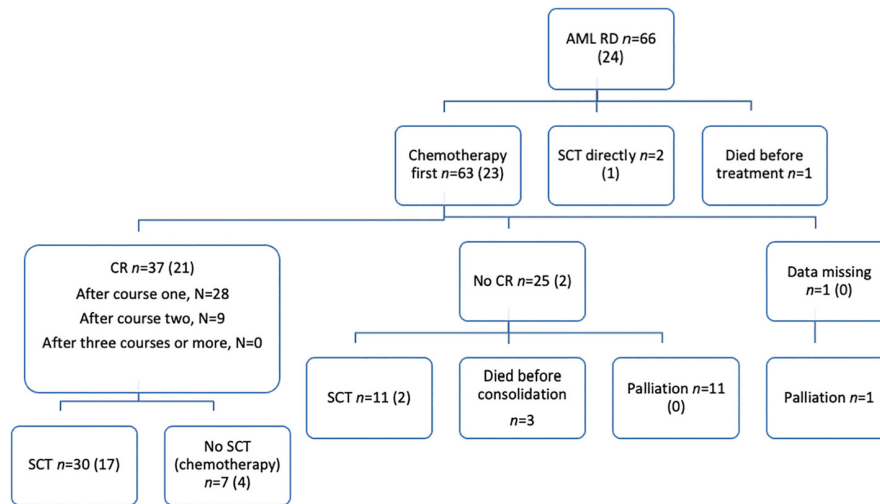 AML RD n=66
(24)
Chemotherapy
first n=63 (23)
SCT directly n=2
(1)
Died before
treatment n=1
CR n=37 (21)
After course one, N=28
After course two, N=9
After three courses or more, N=0
No CR n=25 (2)
Data missing
n=1 (0)
SCT n=11 (2)
Died before
consolidation
n=3
Palliation n=11
(0)
Palliation n=1
SCT n=30 (17)
No SCT
(chemotherapy)
n=7 (4)